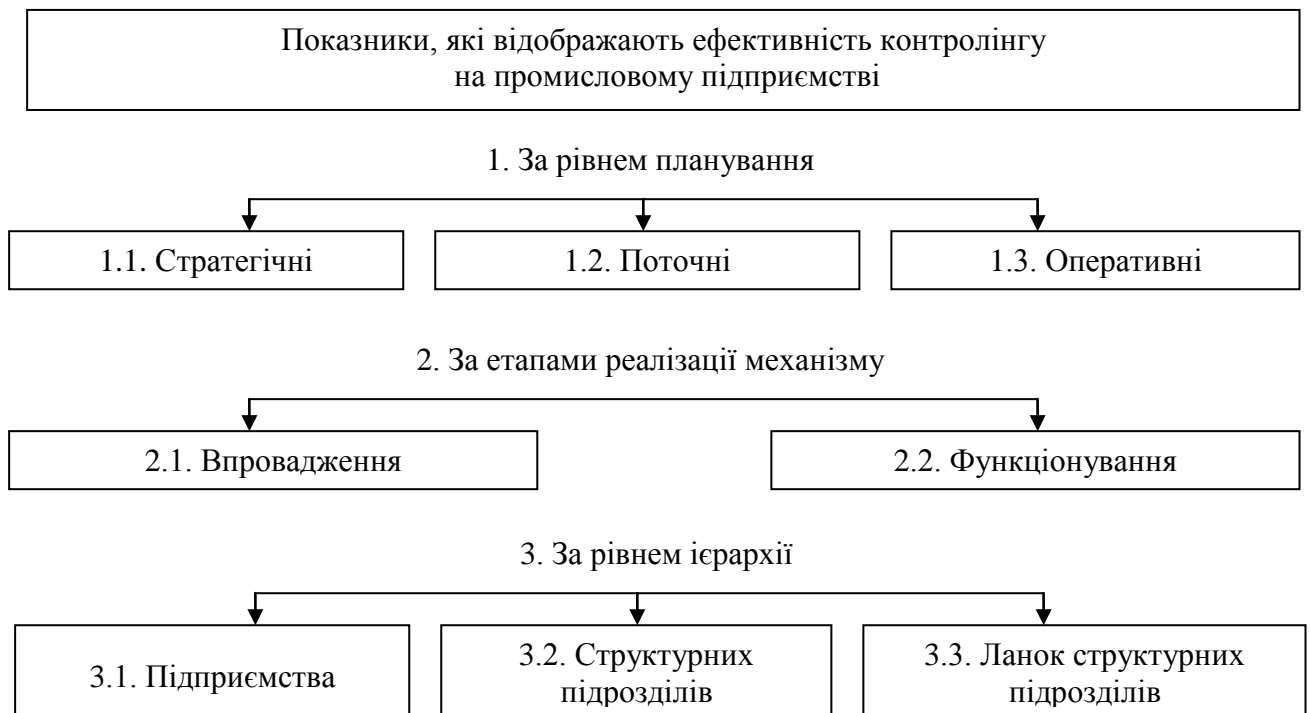 Показники, які відображають ефективність контролінгу
на промисловому підприємстві
1. За рівнем планування
1.1. Стратегічні
1.2. Поточні
1.3. Оперативні
2. За етапами реалізації механізму
2.1. Впровадження
2.2. Функціонування
3. За рівнем ієрархії
3.1. Підприємства
3.2. Структурних
підрозділів
3.3. Ланок структурних
підрозділів